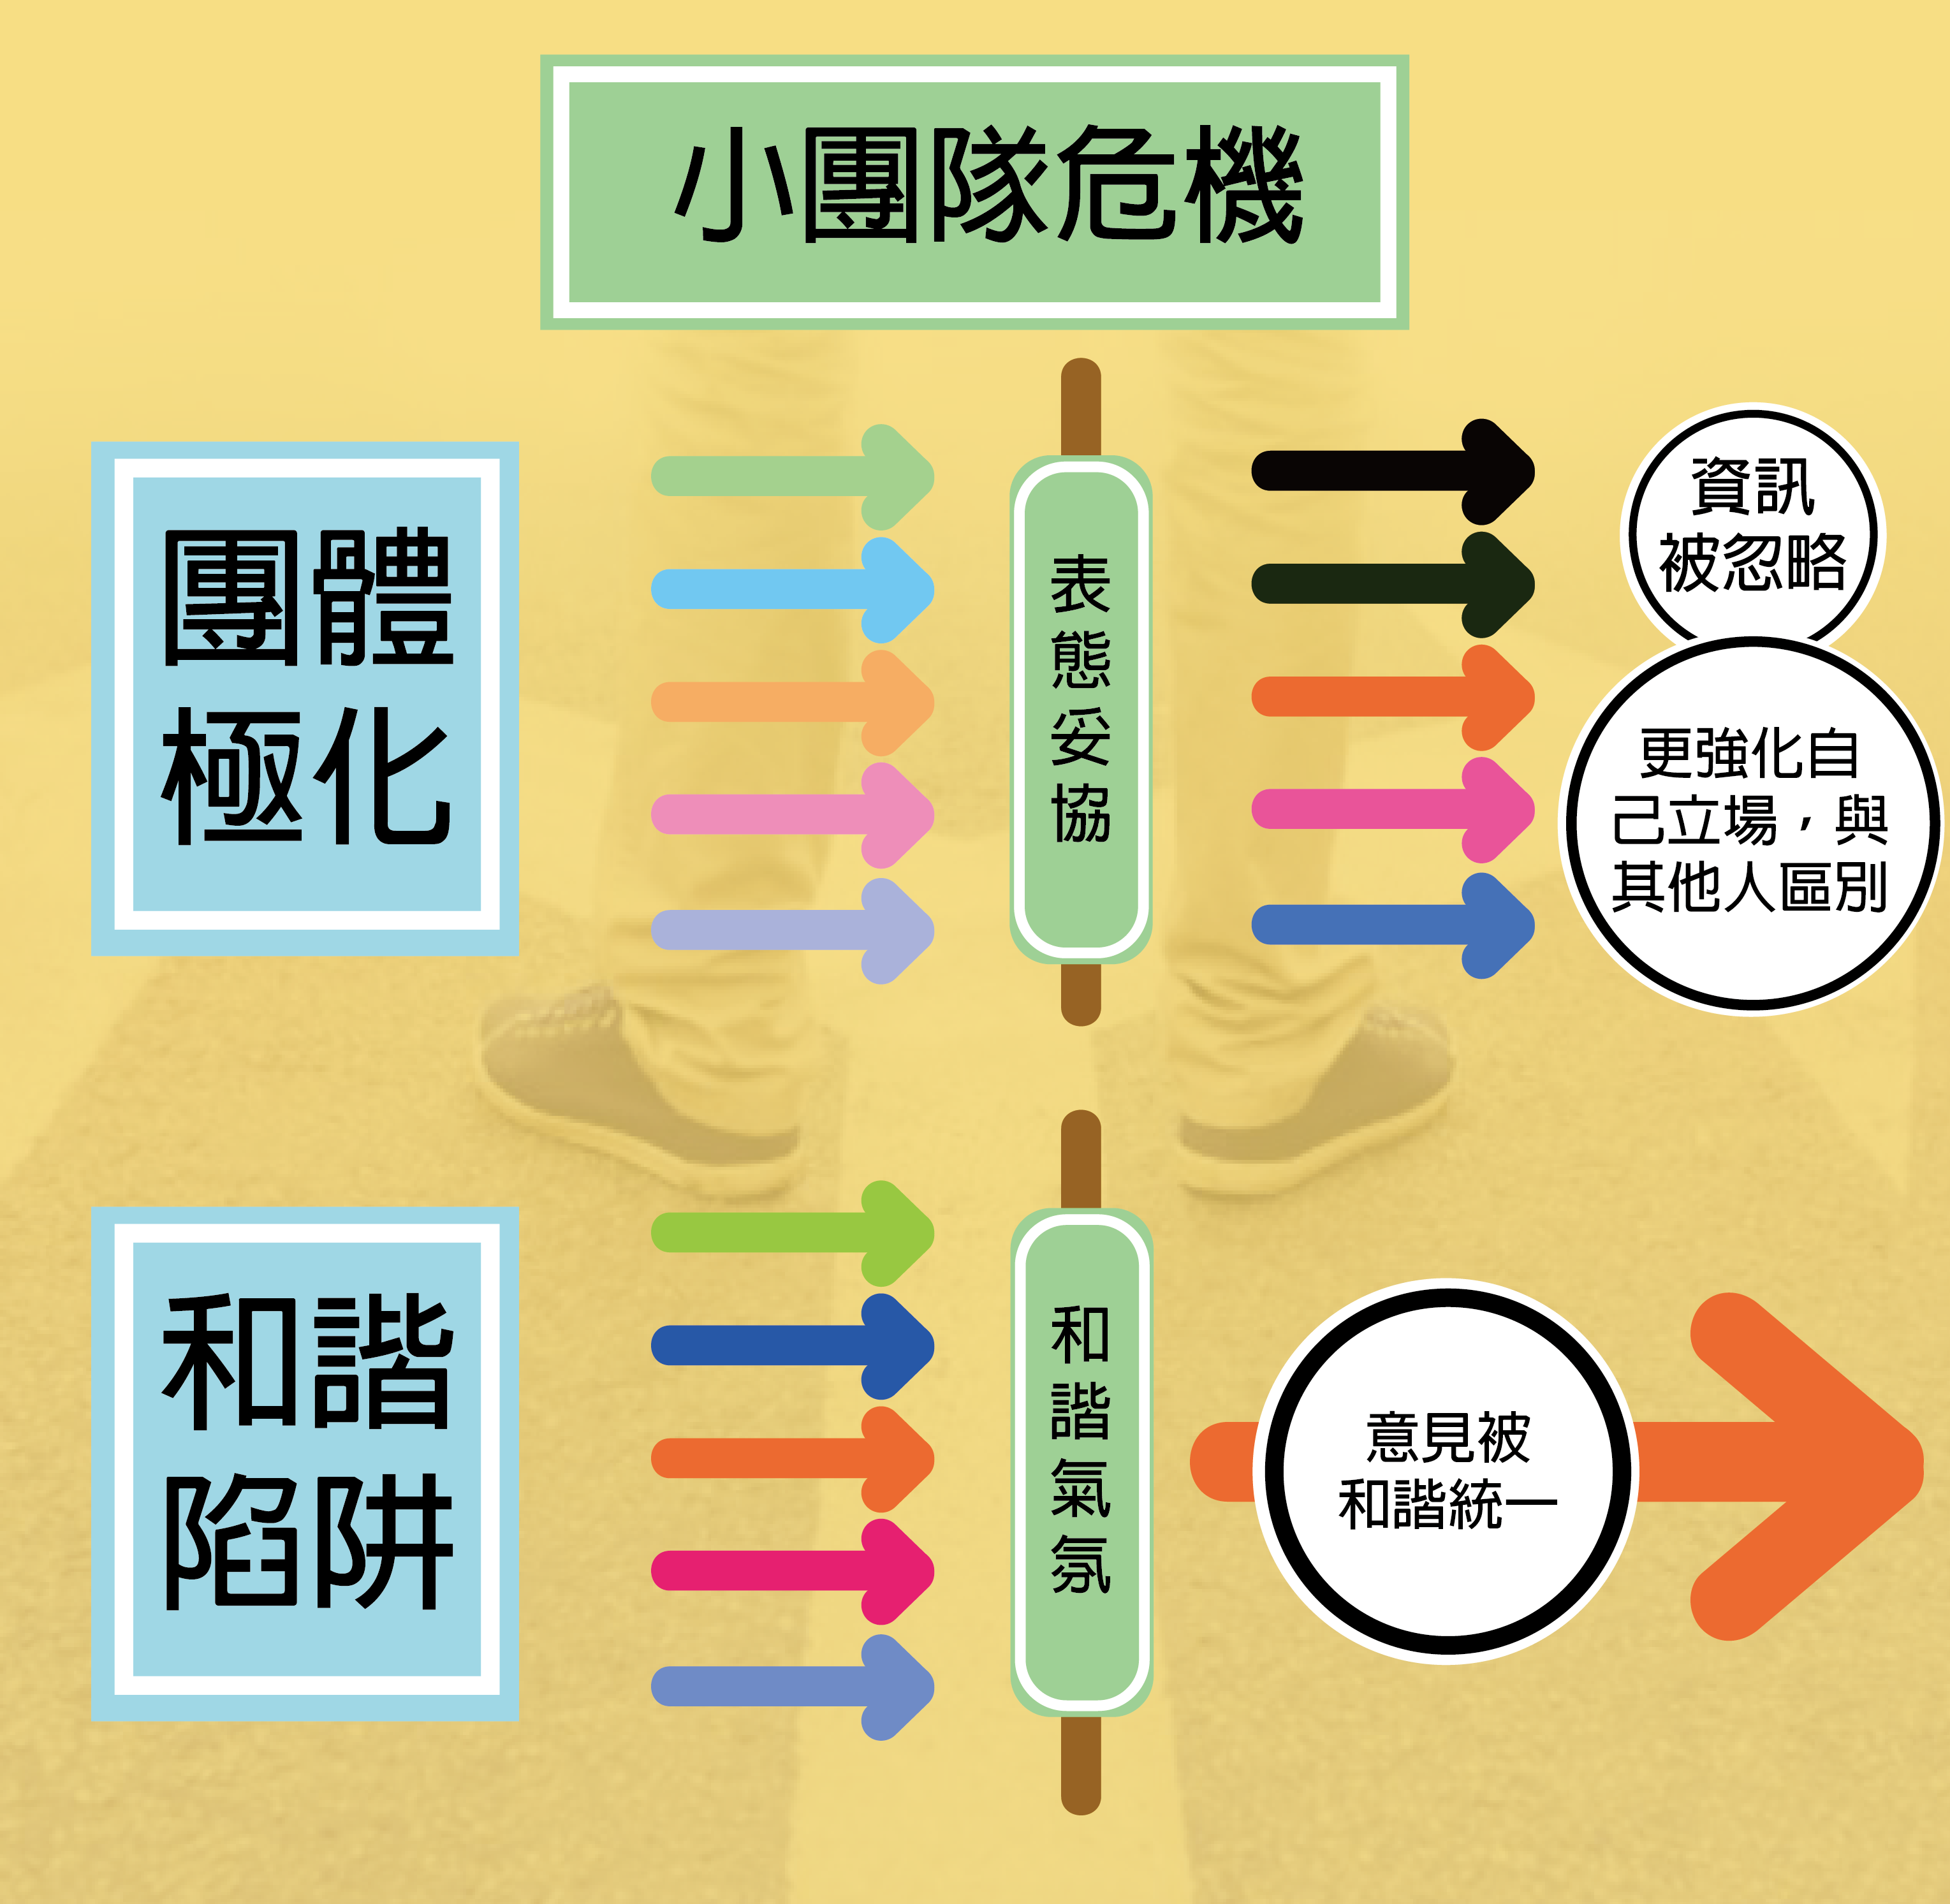 小團隊危機
團體
極化
表態妥協
資訊
被忽略
更強化自
己立場，與
其他人區別
和諧
陷阱
和諧氣氛
意見被
和諧統一